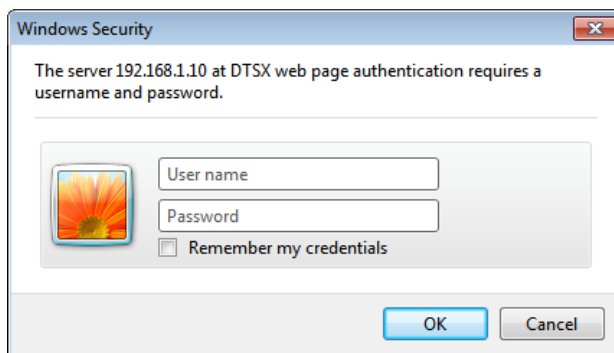 Windows Security
The server 192.168.1.10 at DTSX web page authentication requires a
username and password.
User name
Password
Remember my credentials
OK
Cancel